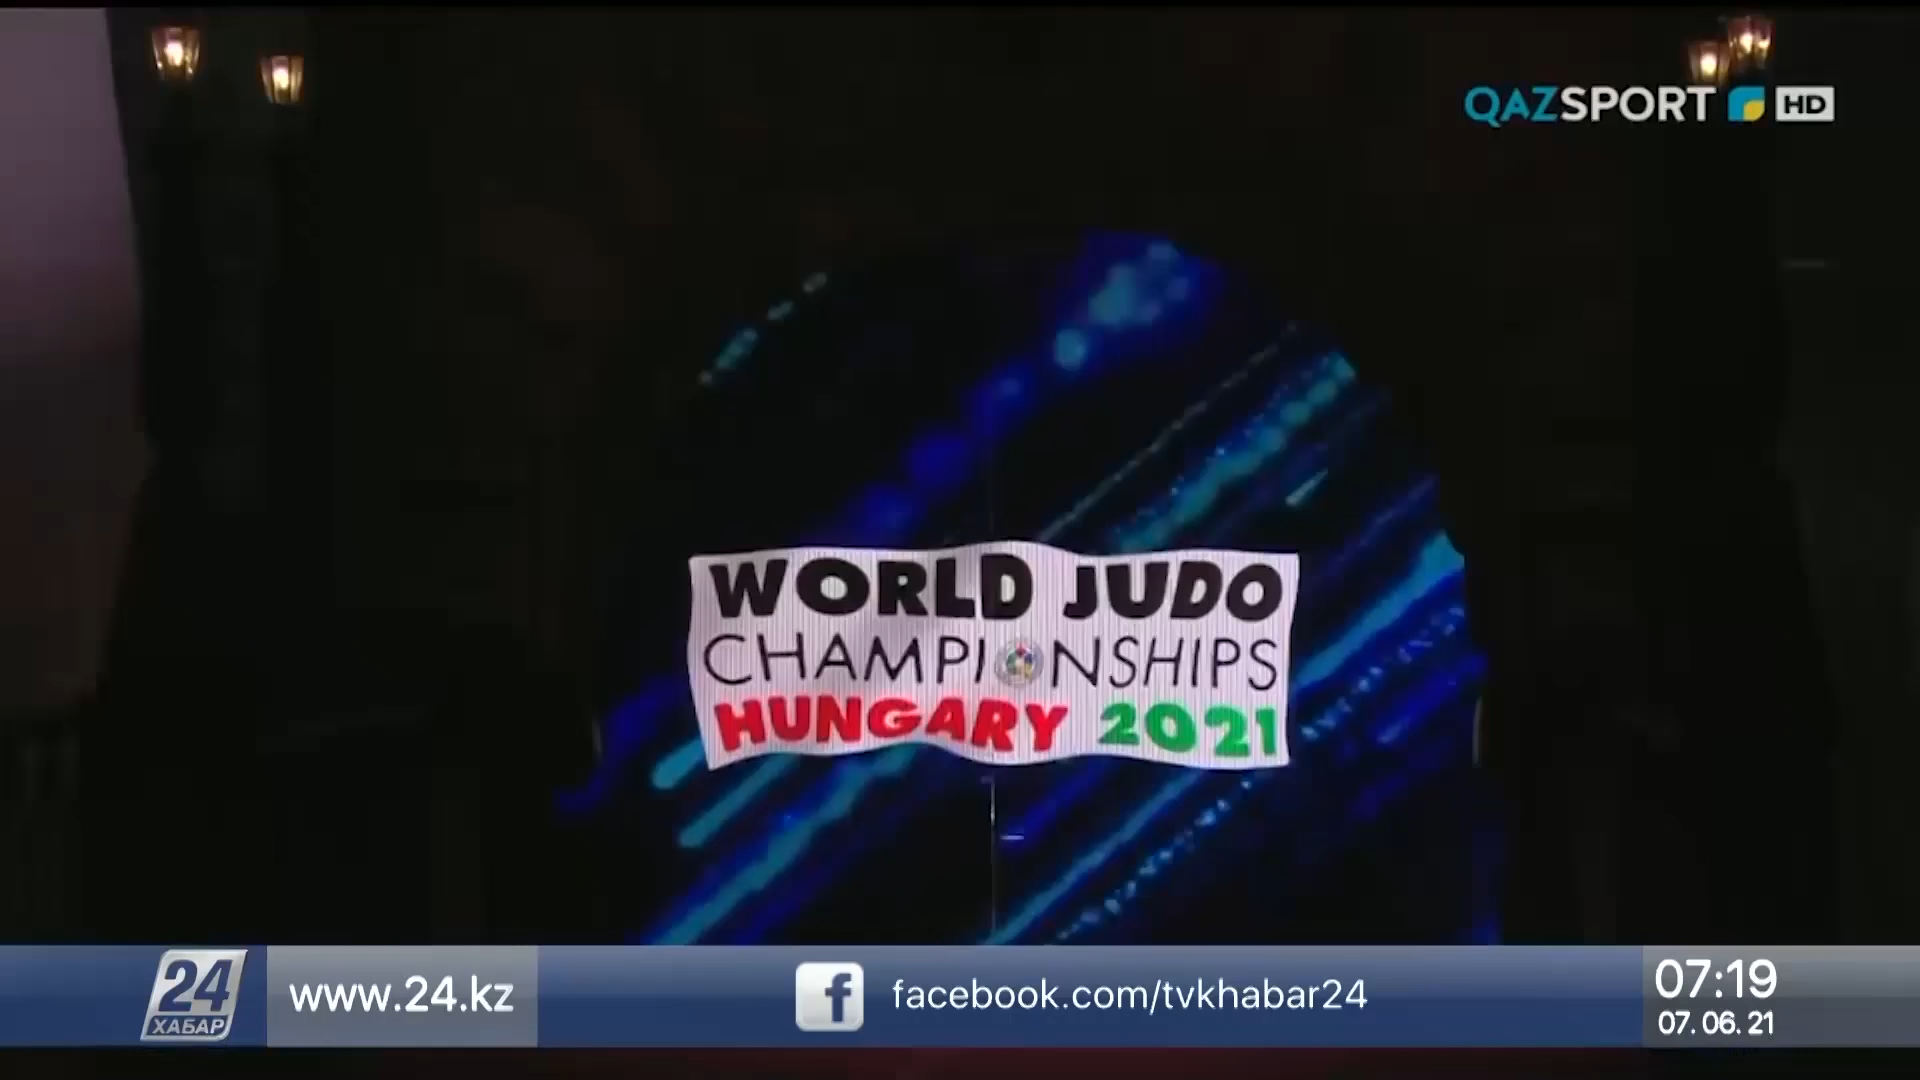 QAZSPORT HD
WORLD JUDO
CHAMPIONSHIPS
HUNGARY 2021
24
ХАБАР
www.24.kz
f
facebook.com/tvkhabar24
07:19
07. 06. 21